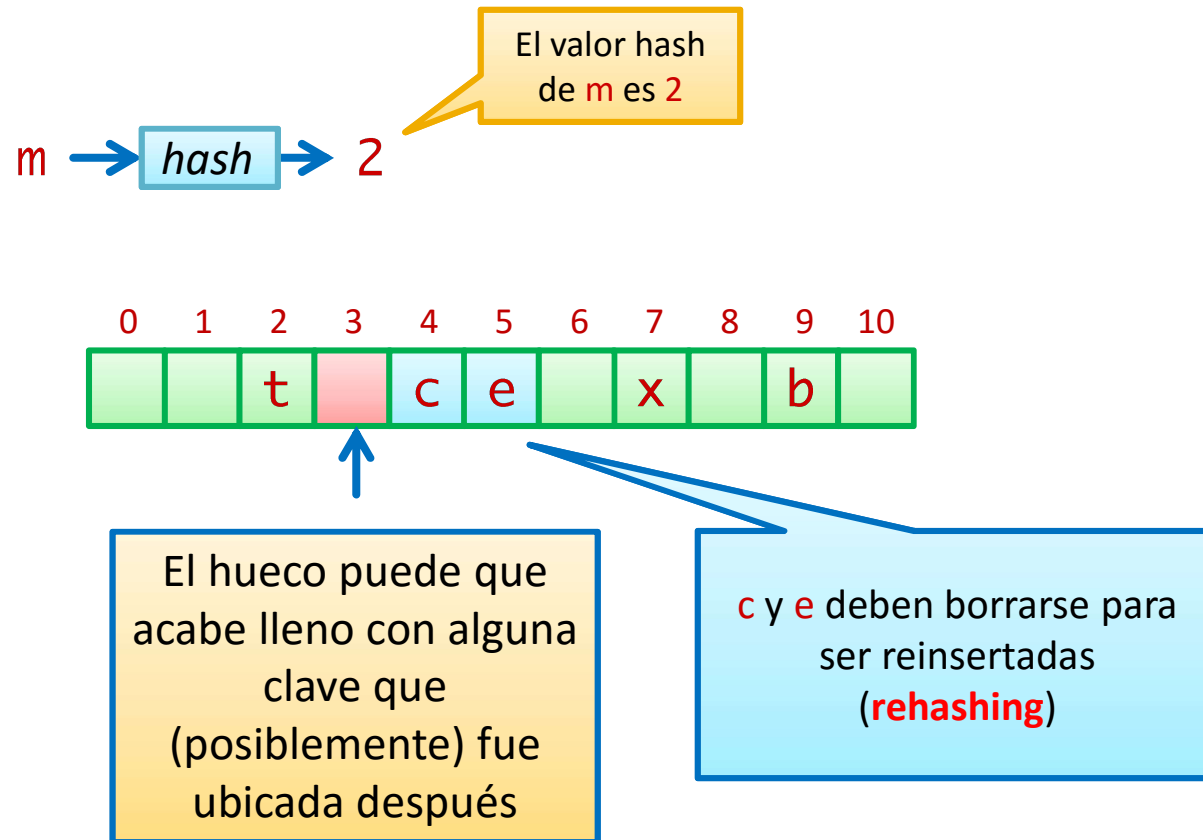 El valor hash
de m es 2
m hash 2
0 1 2 3 4 5 6 7 8 9 10
t c e x b
El hueco puede que
acabe lleno con alguna
clave que
(posiblemente) fue
ubicada después
c y e deben borrarse para
ser reinsertadas
(rehashing)